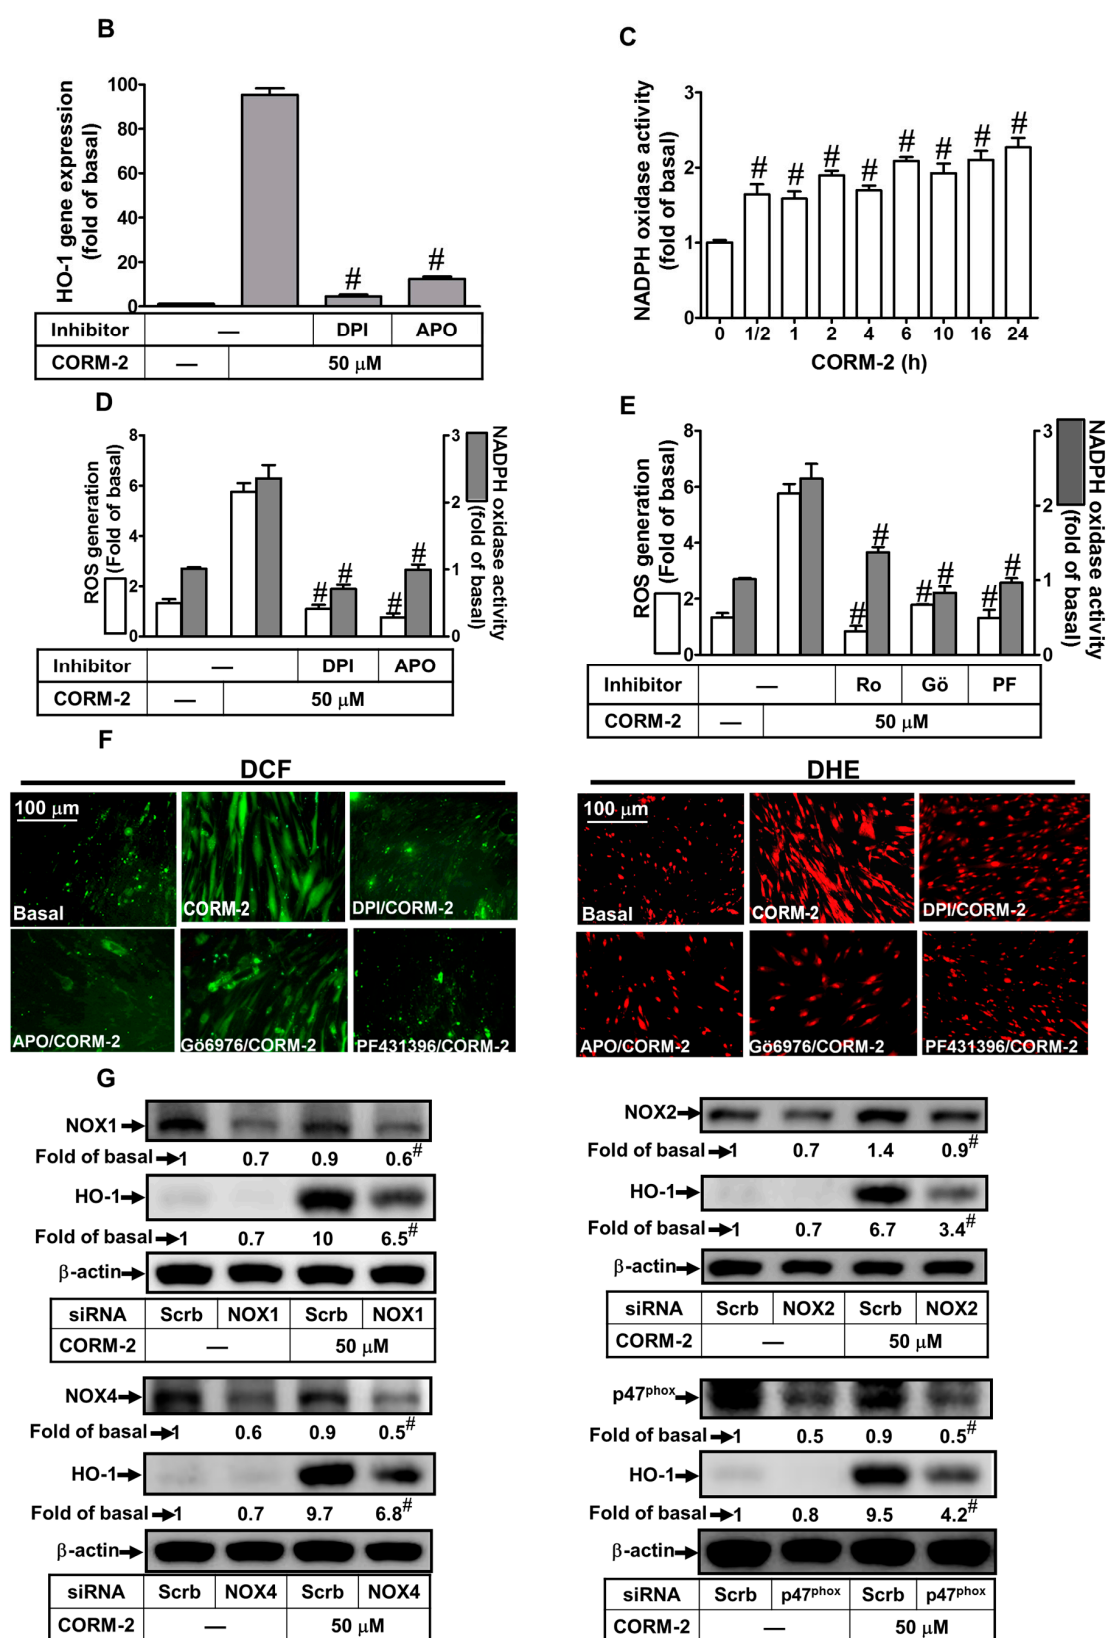 B
HO-1 gene expression
(fold of basal)
100
80
60
40
20
0
#
#
Inhibitor — DPI APO
CORM-2 — 50 μM
C
NADPH oxidase activity
(fold of basal)
3
2
1
0
# # # # # # # #
0 1/2 1 2 4 6 10 16 24
CORM-2 (h)
D
ROS generation
(Fold of basal)
8
6
4
2
0
# # # #
3
2
1
0
NADPH oxidase activity
(fold of basal)
Inhibitor — DPI APO
CORM-2 — 50 μM
E
ROS generation
(Fold of basal)
8
6
4
2
0
# # # # # #
3
2
1
0
NADPH oxidase activity
(fold of basal)
Inhibitor — Ro Gö PF
CORM-2 — 50 μM
F
DCF
100 μm
Basal
CORM-2
DPI/CORM-2
APO/CORM-2
Gö6976/CORM-2
PF431396/CORM-2
DHE
100 μm
Basal
CORM-2
DPI/CORM-2
APO/CORM-2
Gö6976/CORM-2
PF431396/CORM-2
G
NOX1
Fold of basal 1 0.7 0.9 0.6#
HO-1
Fold of basal 1 0.7 10 6.5#
β-actin
siRNA Scrb NOX1 Scrb NOX1
CORM-2 — 50 μM
NOX2
Fold of basal 1 0.7 1.4 0.9#
HO-1
Fold of basal 1 0.7 6.7 3.4#
β-actin
siRNA Scrb NOX2 Scrb NOX2
CORM-2 — 50 μM
NOX4
Fold of basal 1 0.6 0.9 0.5#
HO-1
Fold of basal 1 0.7 9.7 6.8#
β-actin
siRNA Scrb NOX4 Scrb NOX4
CORM-2 — 50 μM
p47phox
Fold of basal 1 0.5 0.9 0.5#
HO-1
Fold of basal 1 0.8 9.5 4.2#
β-actin
siRNA Scrb p47phox Scrb p47phox
CORM-2 — 50 μM